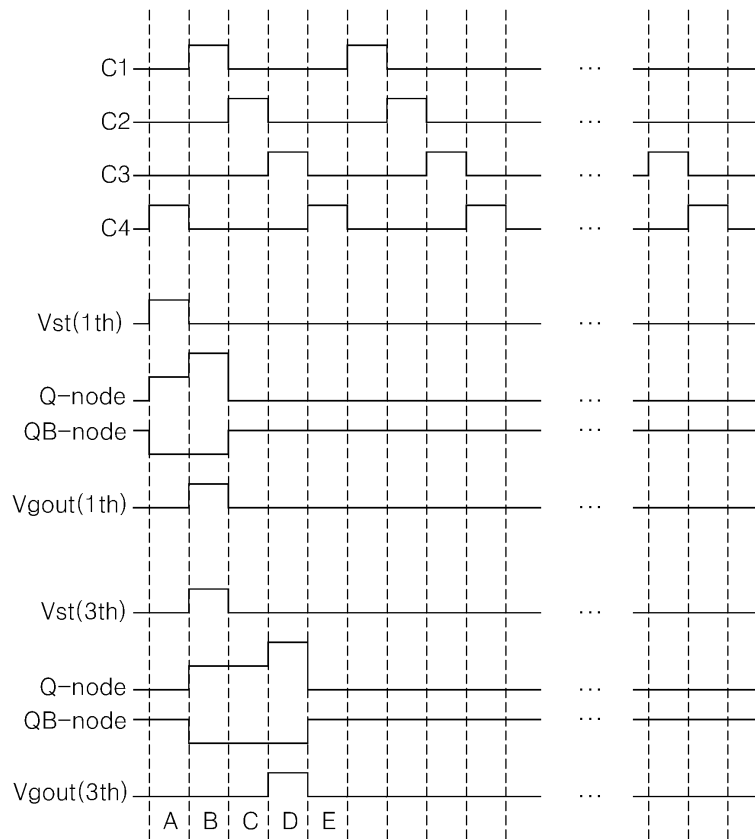 C1
...
C2
...
C3
...
C4
...
Vst(1th)
...
Q-node
...
QB-node
...
Vgout(1th)
...
Vst(3th)
...
Q-node
...
QB-node
...
Vgout(3th)
...
A B C D E